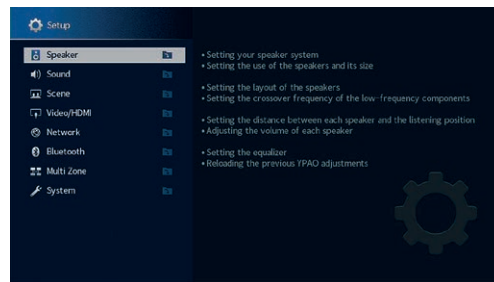 Setup
Speaker
Sound
Scene
Video/HDMI
Network
Bluetooth
Multi Zone
System
• Setting your speaker system
• Setting the use of the speakers and its size
• Setting the layout of the speakers
• Setting the crossover frequency of the low-frequency components
• Setting the distance between each speaker and the listening position
• Adjusting the volume of each speaker
• Setting the equalizer
• Reloading the previous YPAO adjustments